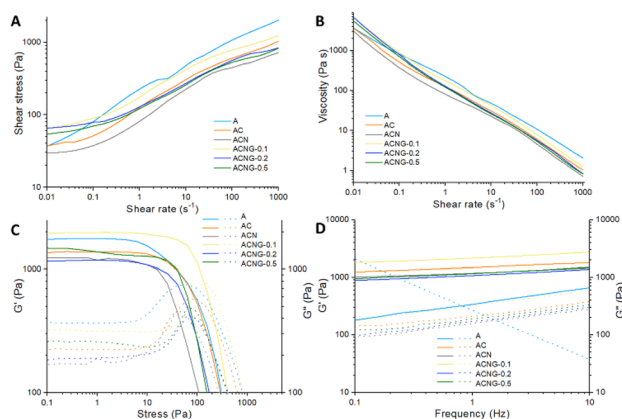 A
Shear stress (Pa)
1000
100
10
0.01 0.1 1 10 100 1000
Shear rate (s-1)
A
AC
ACN
ACNG-0.1
ACNG-0.2
ACNG-0.5
B
Viscosity (Pa s)
1000
100
10
1
0.01 0.1 1 10 100 1000
Shear rate (s-1)
A
AC
ACN
ACNG-0.1
ACNG-0.2
ACNG-0.5
C
G' (Pa)
1000
100
0.1 1 10 100 1000
Stress (Pa)
A
AC
ACN
ACNG-0.1
ACNG-0.2
ACNG-0.5
1000
100
G'' (Pa)
D
G' (Pa)
10000
1000
100
10
0.1 1 10
Frequency (Hz)
A
AC
ACN
ACNG-0.1
ACNG-0.2
ACNG-0.5
10000
1000
100
10
G'' (Pa)